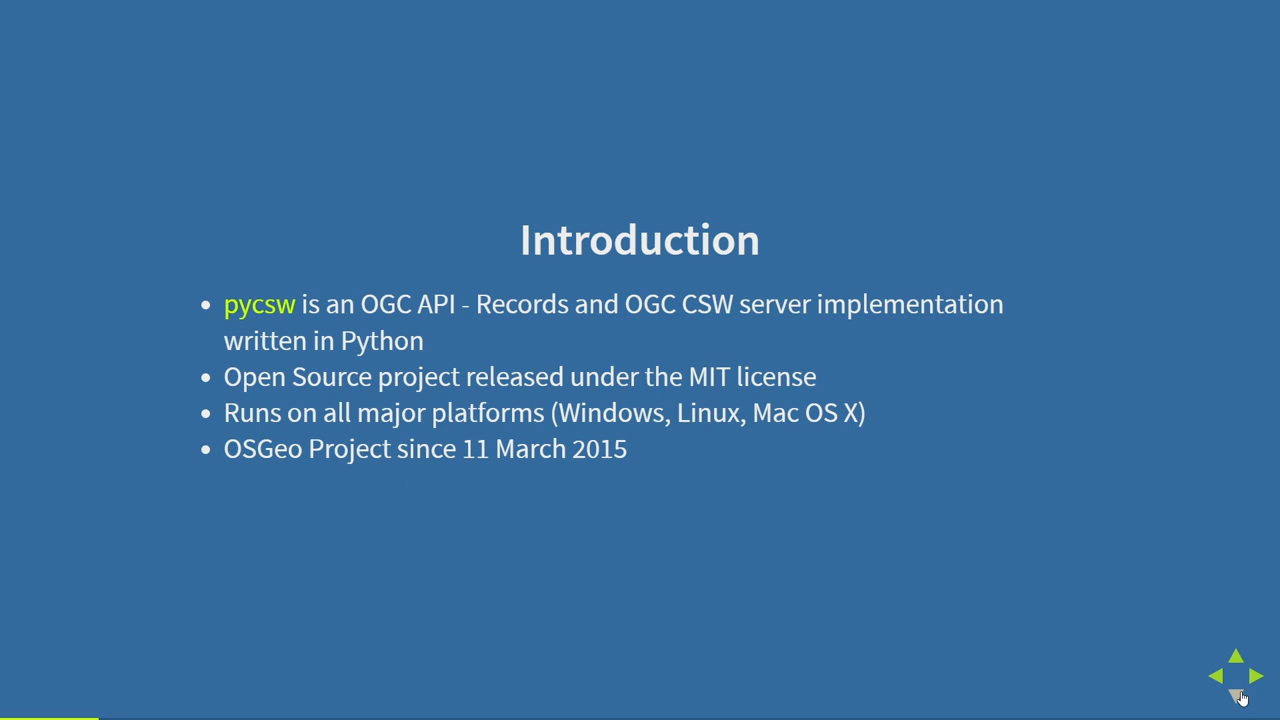 Introduction
• pycsw is an OGC API - Records and OGC CSW server implementation
written in Python
• Open Source project released under the MIT license
• Runs on all major platforms (Windows, Linux, Mac OS X)
• OSGeo Project since 11 March 2015